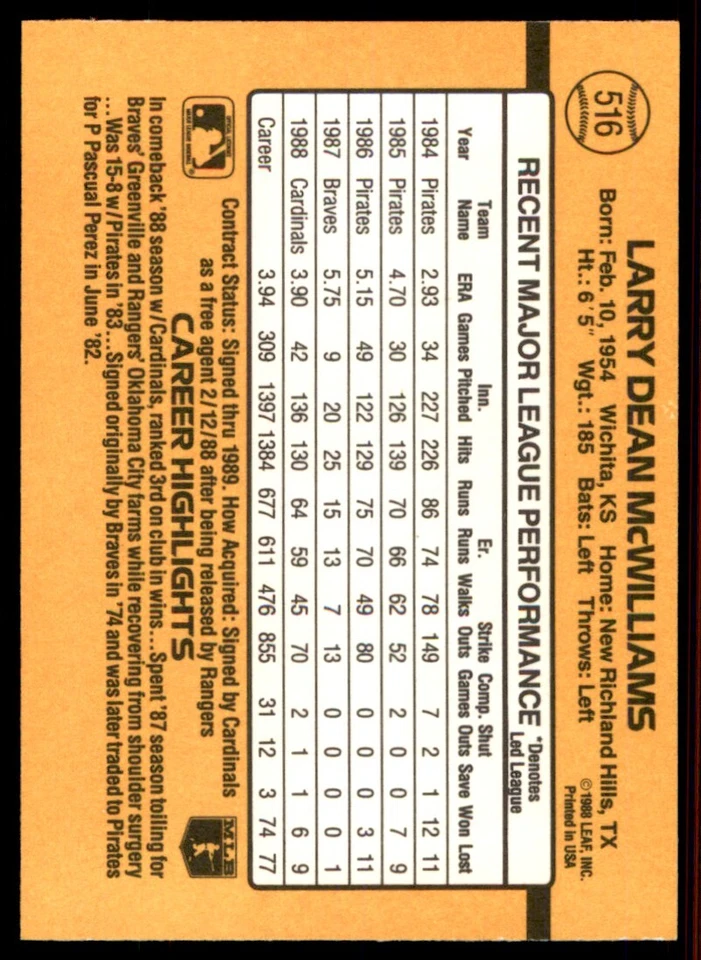 516
LARRY DEAN McWILLIAMS
Born: Feb. 10, 1954 Wichita, KS Home: New Richland Hills, TX
Ht.: 6' 5" Wgt.: 185 Bats: Left Throws: Left
©1988 LEAF, INC.
Printed in USA
RECENT MAJOR LEAGUE PERFORMANCE
*Denotes
Led League
Team Inn. Er. Strike Comp. Shut
Year Name ERA Games Pitched Hits Runs Runs Walks Outs Games Outs Save Won Lost
1984 Pirates 2.93 34 227 226 86 74 78 149 7 2 1 12 11
1985 Pirates 4.70 30 126 139 70 66 62 52 2 0 0 7 9
1986 Pirates 5.15 49 122 129 75 70 49 80 0 0 0 3 11
1987 Braves 5.75 9 20 25 15 13 7 13 0 0 0 0 1
1988 Cardinals 3.90 42 136 130 64 59 45 70 2 1 1 6 9
Career 3.94 309 1397 1384 677 611 476 855 31 12 3 74 77
Contract Status: Signed thru 1989. How Acquired: Signed by Cardinals
as a free agent 2/12/88 after being released by Rangers
MLB
CAREER HIGHLIGHTS
In comeback '88 season w/Cardinals, ranked 3rd on club in wins...Spent '87 season toiling for
Braves' Greenville and Rangers' Oklahoma City farms while recovering from shoulder surgery
...Was 15-8 w/Pirates in '83...Signed originally by Braves in '74 and was later traded to Pirates
for P Pascual Perez in June '82.